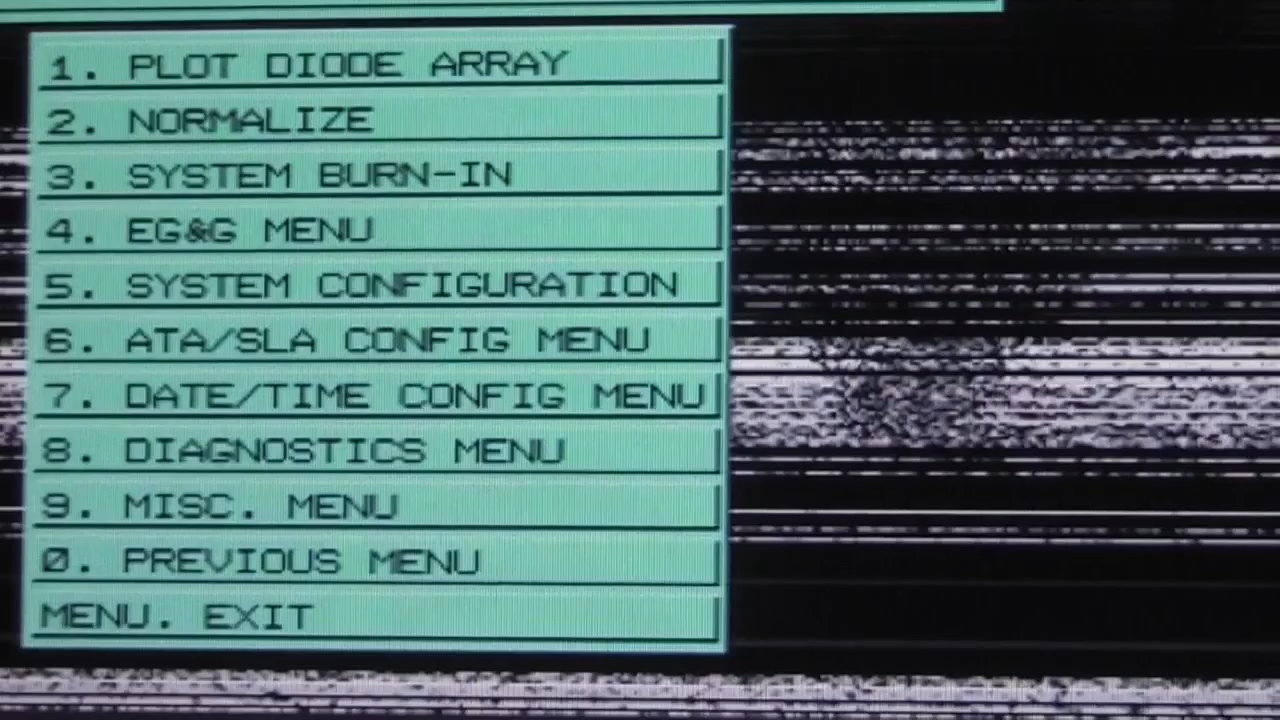 1. PLOT DIODE ARRAY
2. NORMALIZE
3. SYSTEM BURN-IN
4. EG&G MENU
5. SYSTEM CONFIGURATION
6. ATA/SLA CONFIG MENU
7. DATE/TIME CONFIG MENU
8. DIAGNOSTICS MENU
9. MISC. MENU
0. PREVIOUS MENU
MENU. EXIT